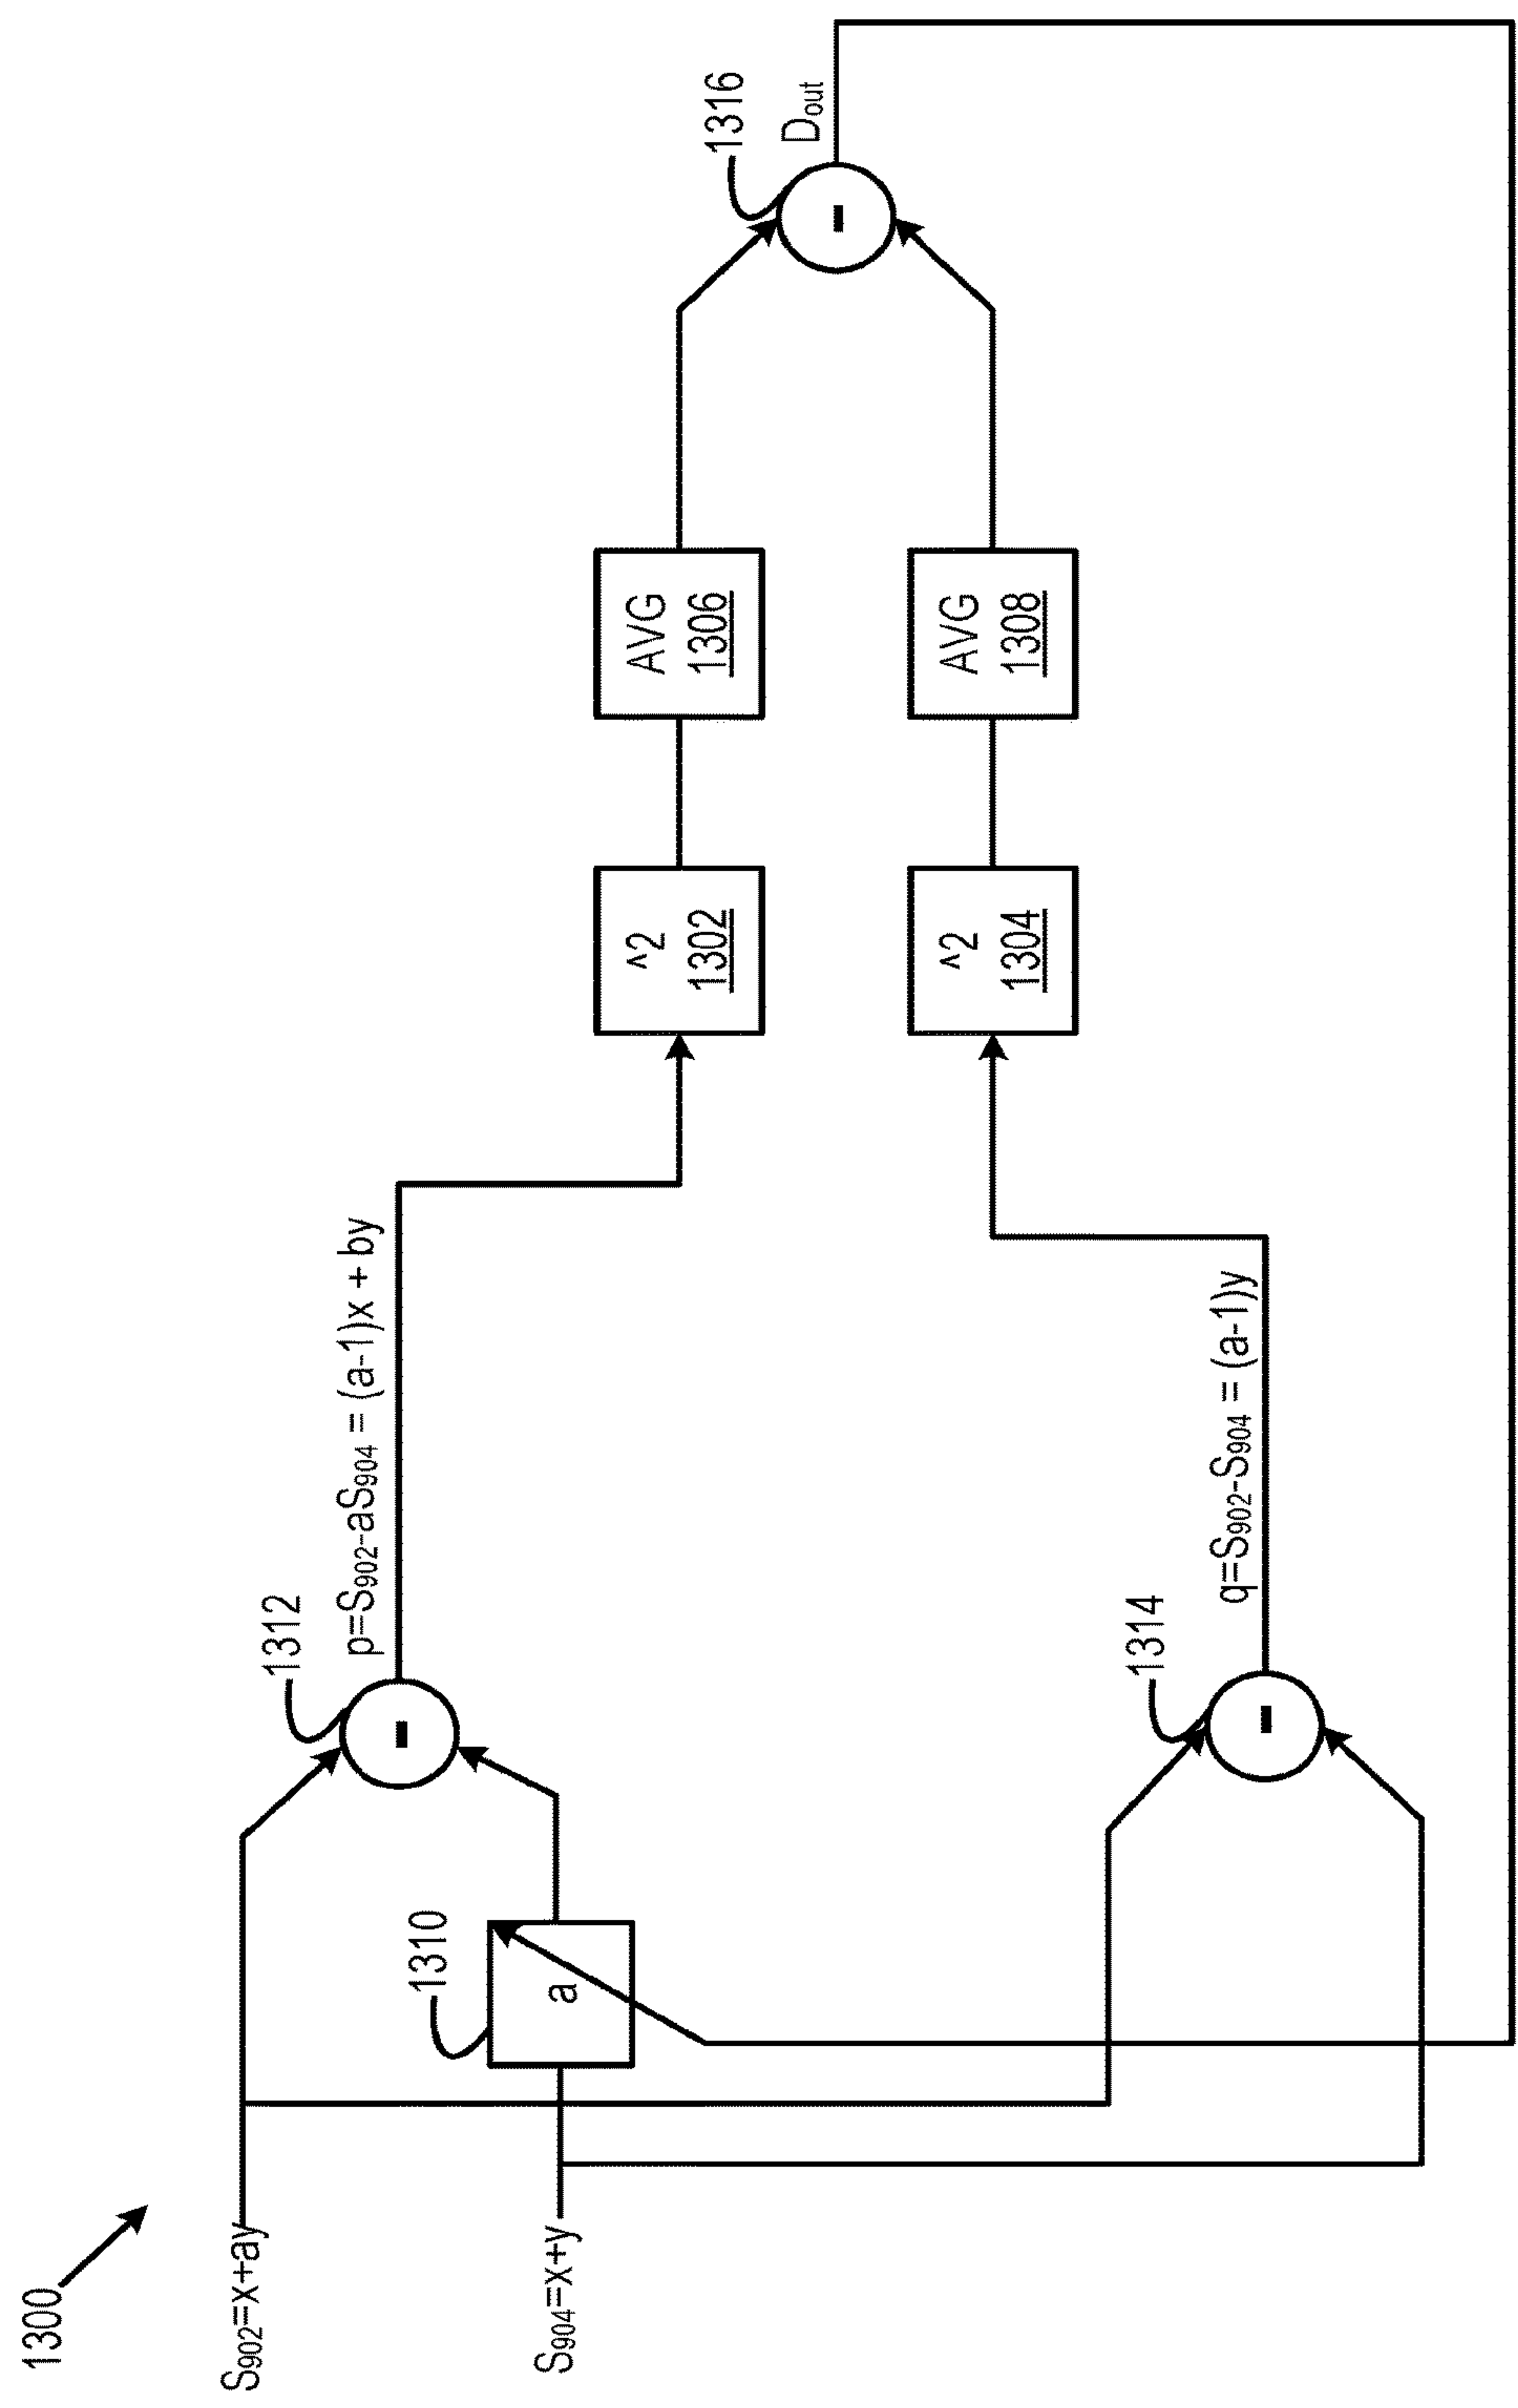 1300
S902=x+ay
S904=x+y
1310
a
1312
p=S902-aS904 = (a-1)x + by
1314
q=S902-S904 = (a-1)y
^2
1302
^2
1304
AVG
1306
AVG
1308
1316
Dout
-
-
-